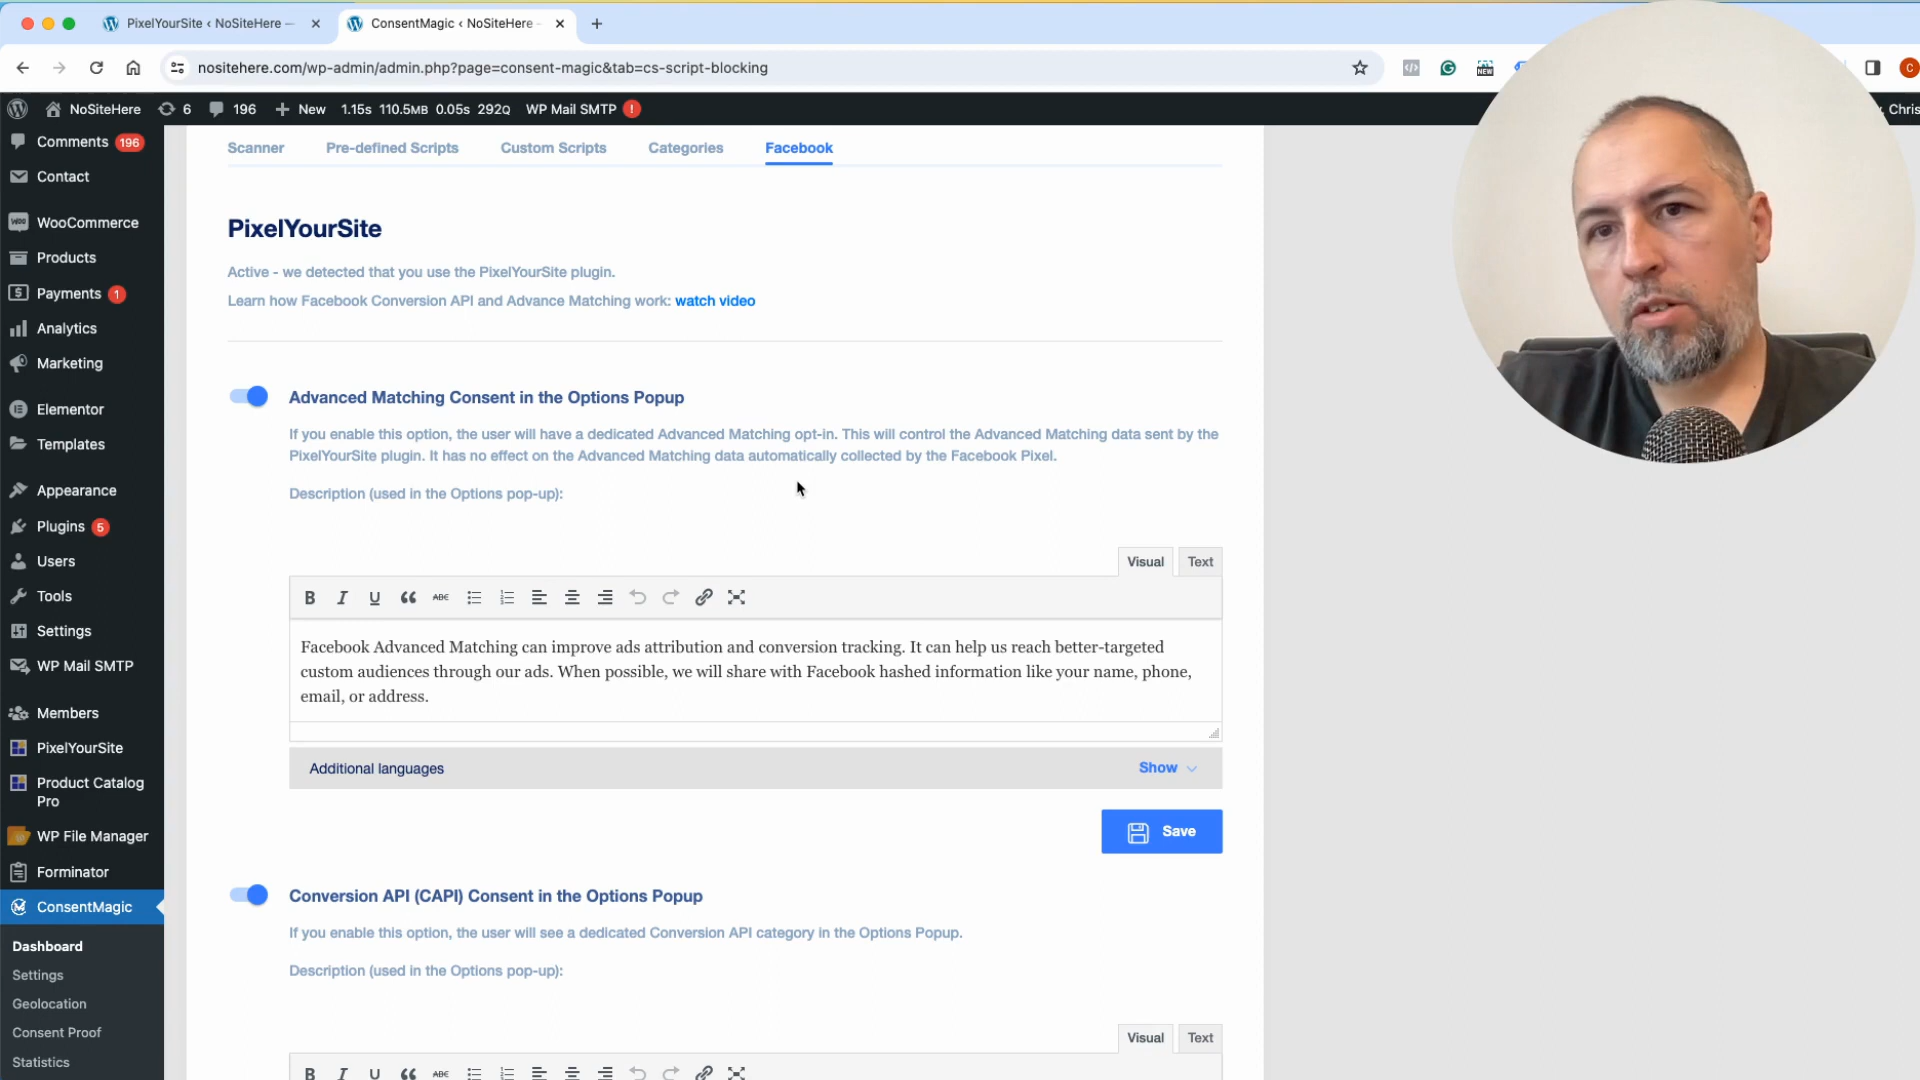 PixelYourSite ‹ NoSiteHere —
ConsentMagic ‹ NoSiteHere -
nositehere.com/wp-admin/admin.php?page=consent-magic&tab=cs-script-blocking
NEW
C
NoSiteHere 6 196 New 1.15s 110.5MB 0.05s 292Q WP Mail SMTP !
Chris
Comments 196
Contact
WooCommerce
Products
Payments 1
Analytics
Marketing
Elementor
Templates
Appearance
Plugins 5
Users
Tools
Settings
WP Mail SMTP
Members
PixelYourSite
Product Catalog
Pro
WP File Manager
Forminator
ConsentMagic
Dashboard
Settings
Geolocation
Consent Proof
Statistics
Scanner Pre-defined Scripts Custom Scripts Categories Facebook
PixelYourSite
Active - we detected that you use the PixelYourSite plugin.
Learn how Facebook Conversion API and Advance Matching work: watch video
Advanced Matching Consent in the Options Popup
If you enable this option, the user will have a dedicated Advanced Matching opt-in. This will control the Advanced Matching data sent by the
PixelYourSite plugin. It has no effect on the Advanced Matching data automatically collected by the Facebook Pixel.
Description (used in the Options pop-up):
Visual Text
B I U ABC
Facebook Advanced Matching can improve ads attribution and conversion tracking. It can help us reach better-targeted
custom audiences through our ads. When possible, we will share with Facebook hashed information like your name, phone,
email, or address.
Additional languages Show
Save
Conversion API (CAPI) Consent in the Options Popup
If you enable this option, the user will see a dedicated Conversion API category in the Options Popup.
Description (used in the Options pop-up):
Visual Text
B I U ABC